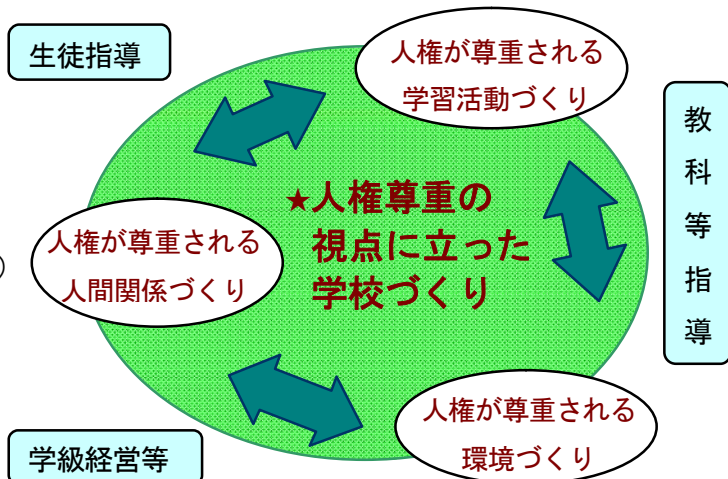 生徒指導
人権が尊重される
学習活動づくり
教科等指導
★人権尊重の
視点に立った
学校づくり
人権が尊重される
人間関係づくり
)
人権が尊重される
環境づくり
学級経営等